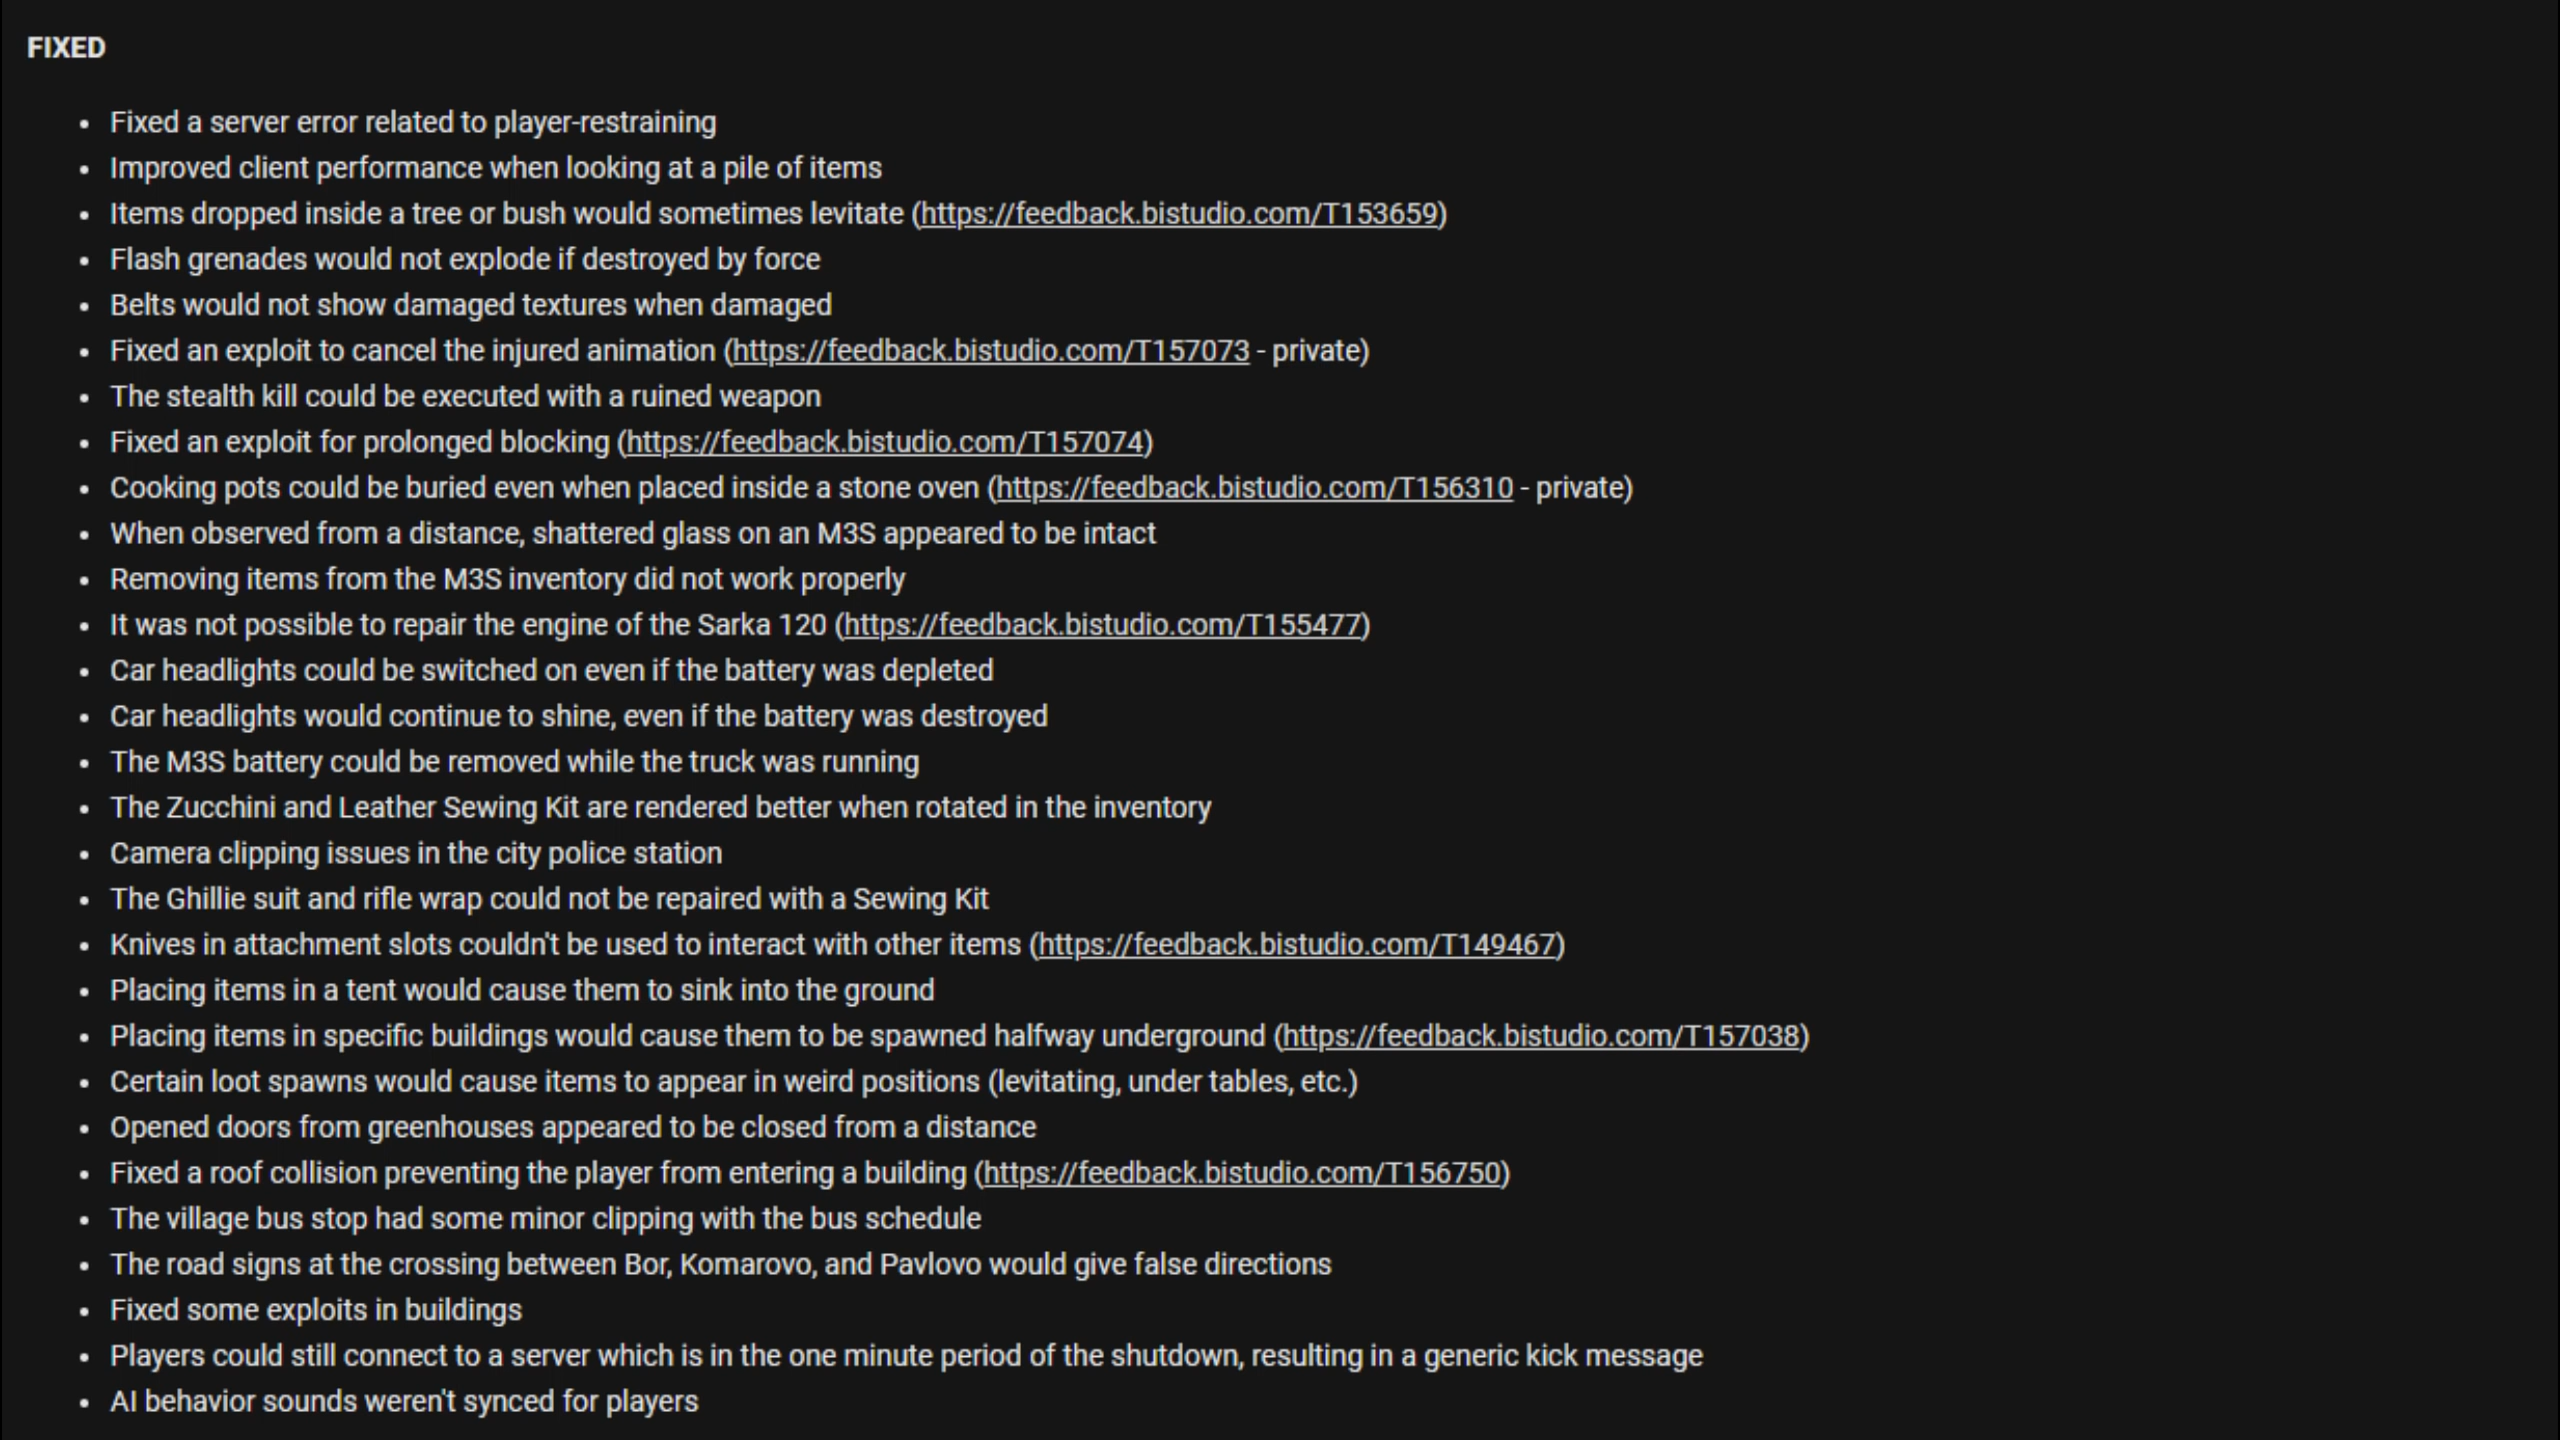 FIXED
• Fixed a server error related to player-restraining
• Improved client performance when looking at a pile of items
• Items dropped inside a tree or bush would sometimes levitate (https://feedback.bistudio.com/T153659)
• Flash grenades would not explode if destroyed by force
• Belts would not show damaged textures when damaged
• Fixed an exploit to cancel the injured animation (https://feedback.bistudio.com/T157073 - private)
• The stealth kill could be executed with a ruined weapon
• Fixed an exploit for prolonged blocking (https://feedback.bistudio.com/T157074)
• Cooking pots could be buried even when placed inside a stone oven (https://feedback.bistudio.com/T156310 - private)
• When observed from a distance, shattered glass on an M3S appeared to be intact
• Removing items from the M3S inventory did not work properly
• It was not possible to repair the engine of the Sarka 120 (https://feedback.bistudio.com/T155477)
• Car headlights could be switched on even if the battery was depleted
• Car headlights would continue to shine, even if the battery was destroyed
• The M3S battery could be removed while the truck was running
• The Zucchini and Leather Sewing Kit are rendered better when rotated in the inventory
• Camera clipping issues in the city police station
• The Ghillie suit and rifle wrap could not be repaired with a Sewing Kit
• Knives in attachment slots couldn't be used to interact with other items (https://feedback.bistudio.com/T149467)
• Placing items in a tent would cause them to sink into the ground
• Placing items in specific buildings would cause them to be spawned halfway underground (https://feedback.bistudio.com/T157038)
• Certain loot spawns would cause items to appear in weird positions (levitating, under tables, etc.)
• Opened doors from greenhouses appeared to be closed from a distance
• Fixed a roof collision preventing the player from entering a building (https://feedback.bistudio.com/T156750)
• The village bus stop had some minor clipping with the bus schedule
• The road signs at the crossing between Bor, Komarovo, and Pavlovo would give false directions
• Fixed some exploits in buildings
• Players could still connect to a server which is in the one minute period of the shutdown, resulting in a generic kick message
• AI behavior sounds weren't synced for players